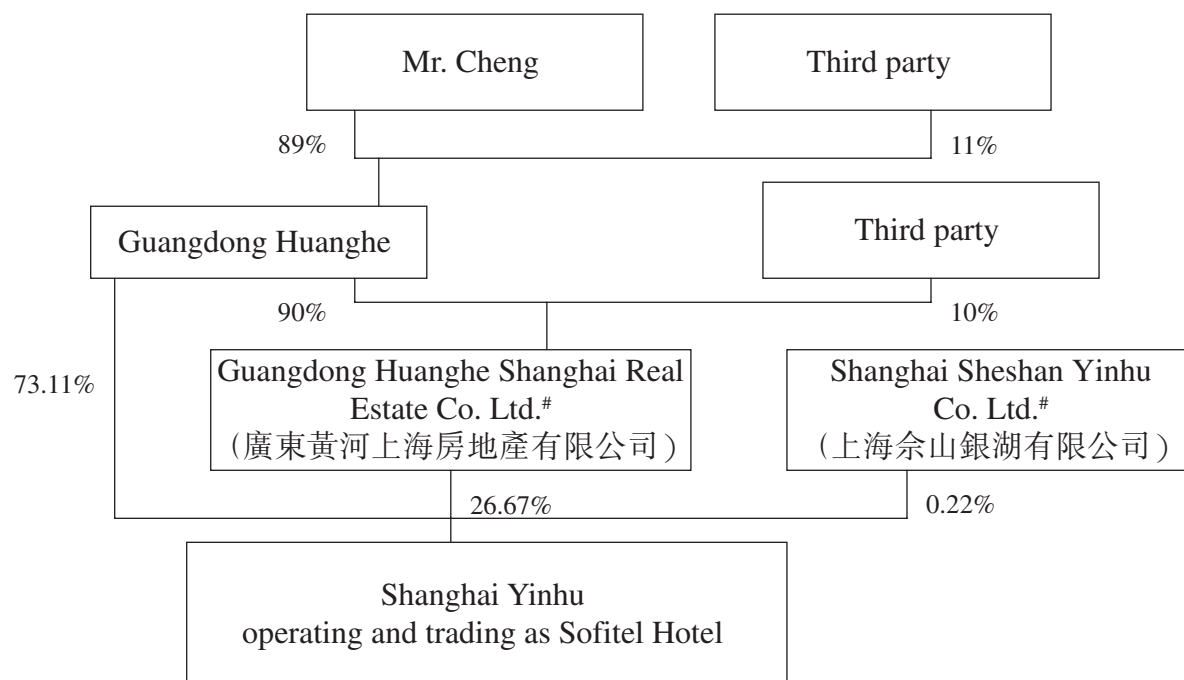 Mr. Cheng
Third party
89%
11%
Guangdong Huanghe
Third party
90%
10%
73.11%
Guangdong Huanghe Shanghai Real
Estate Co. Ltd.#
（廣東黃河上海房地產有限公司）
Shanghai Sheshan Yinhu
Co. Ltd.#
（上海佘山銀湖有限公司）
26.67%
0.22%
Shanghai Yinhu
operating and trading as Sofitel Hotel